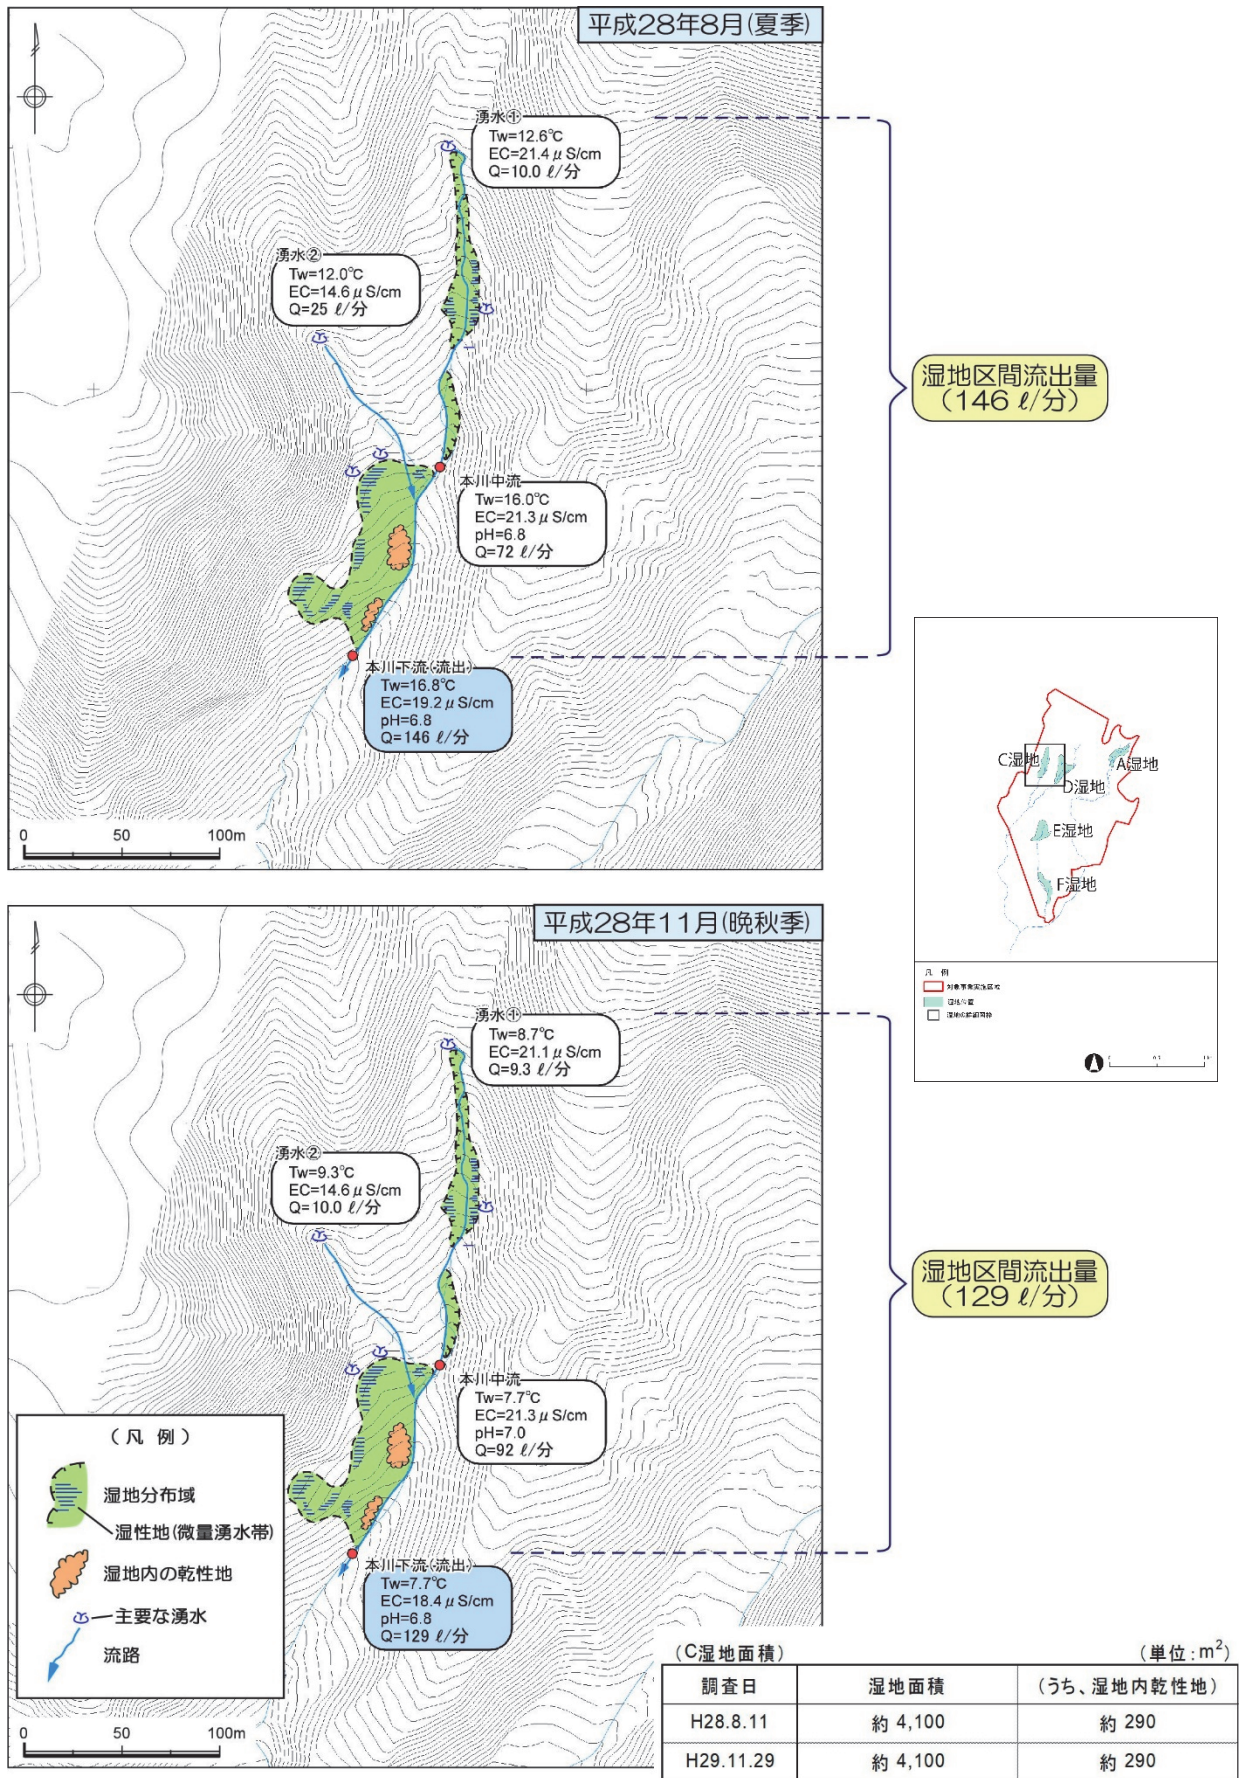 平成28年8月(夏季)
湧水①
Tw=12.6℃
EC=21.4μS/cm
Q=10.0 ℓ/分
湧水②
Tw=12.0℃
EC=14.6μS/cm
Q=25 ℓ/分
湿地区間流出量
(146 ℓ/分)
本川中流
Tw=16.0℃
EC=21.3μS/cm
pH=6.8
Q=72 ℓ/分
本川下流(流出)
Tw=16.8℃
EC=19.2μS/cm
pH=6.8
Q=146 ℓ/分
0 50 100m
C湿地
A湿地
D湿地
E湿地
F湿地
凡 例
対象事業実施区域
湿地位置
平成28年11月(晩秋季)
湧水①
Tw=8.7℃
EC=21.1μS/cm
Q=9.3 ℓ/分
湧水②
Tw=9.3℃
EC=14.6μS/cm
Q=10.0 ℓ/分
湿地区間流出量
(129 ℓ/分)
本川中流
Tw=7.7℃
EC=21.3μS/cm
pH=7.0
Q=92 ℓ/分
本川下流(流出)
Tw=7.7℃
EC=18.4μS/cm
pH=6.8
Q=129 ℓ/分
(凡 例)
湿地分布域
湿性地(微量湧水帯)
湿地内の乾性地
主要な湧水
流路
0 50 100m
(C湿地面積) (単位:m²)
調査日 湿地面積 (うち、湿地内乾性地)
H28.8.11 約 4,100 約 290
H29.11.29 約 4,100 約 290